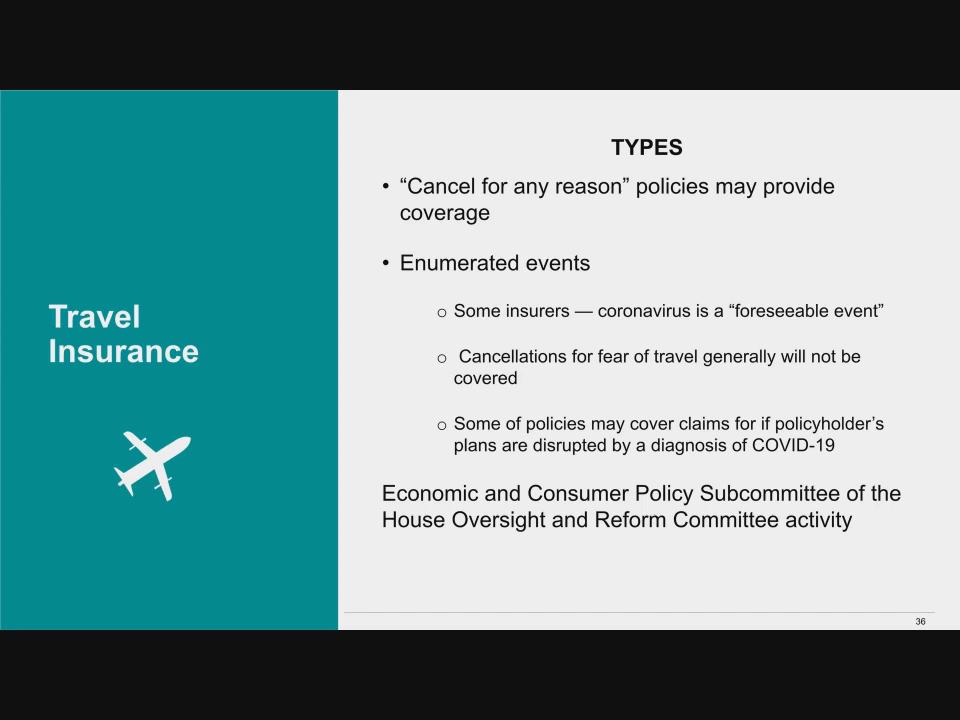 Travel
Insurance
TYPES
• “Cancel for any reason” policies may provide
coverage
• Enumerated events
o Some insurers — coronavirus is a “foreseeable event”
o Cancellations for fear of travel generally will not be
covered
o Some of policies may cover claims for if policyholder’s
plans are disrupted by a diagnosis of COVID-19
Economic and Consumer Policy Subcommittee of the
House Oversight and Reform Committee activity
36